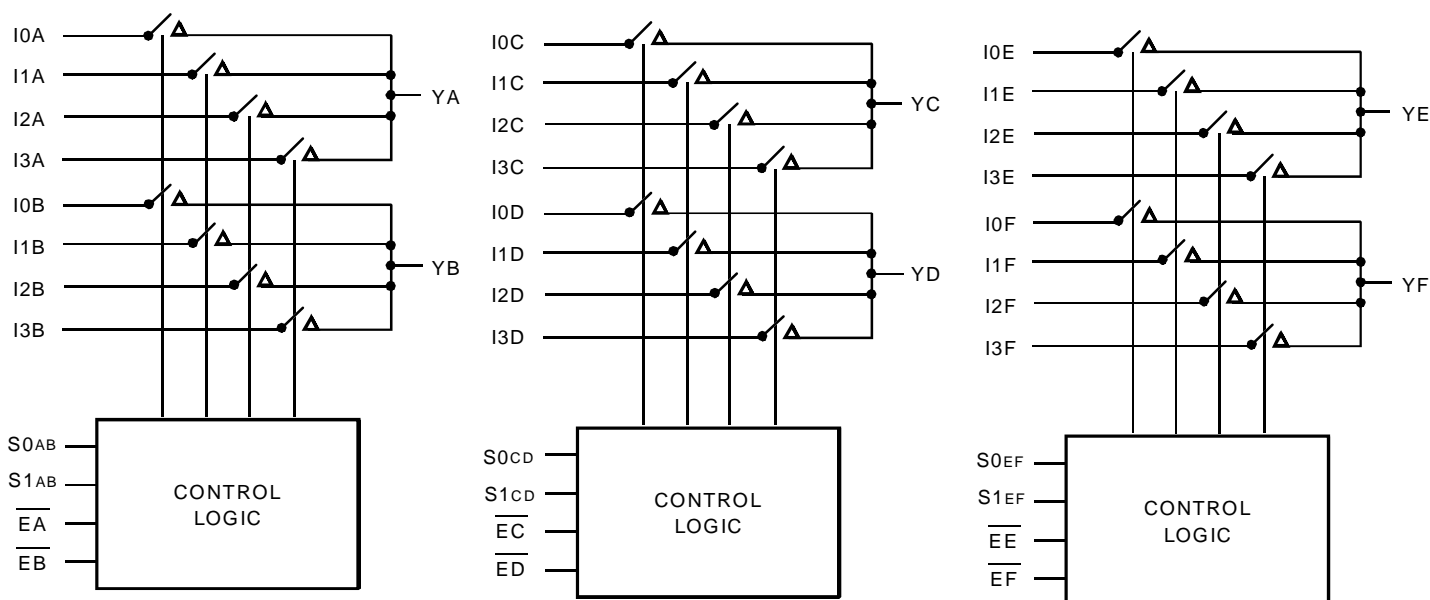 I0A
I1A
I2A
I3A
YA
I0B
I1B
I2B
I3B
YB
S0AB
S1AB
EA
EB
CONTROL
LOGIC
I0C
I1C
I2C
I3C
YC
I0D
I1D
I2D
I3D
YD
S0CD
S1CD
EC
ED
CONTROL
LOGIC
I0E
I1E
I2E
I3E
YE
I0F
I1F
I2F
I3F
YF
S0EF
S1EF
EE
EF
CONTROL
LOGIC